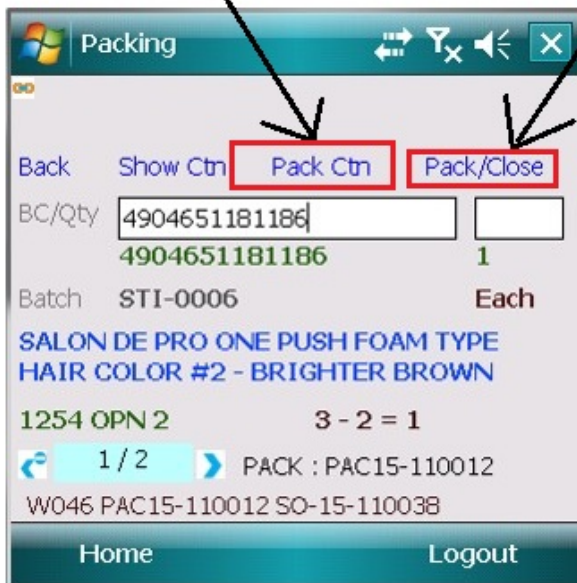 Packing
Back Show Ctn Pack Ctn Pack/Close
BC/Qty 4904651181186
4904651181186 1
Batch STI-0006 Each
SALON DE PRO ONE PUSH FOAM TYPE
HAIR COLOR #2 - BRIGHTER BROWN
1254 OPN 2 3 - 2 = 1
1 / 2 PACK : PAC15-110012
W046 PAC15-110012 SO-15-110038
Home Logout